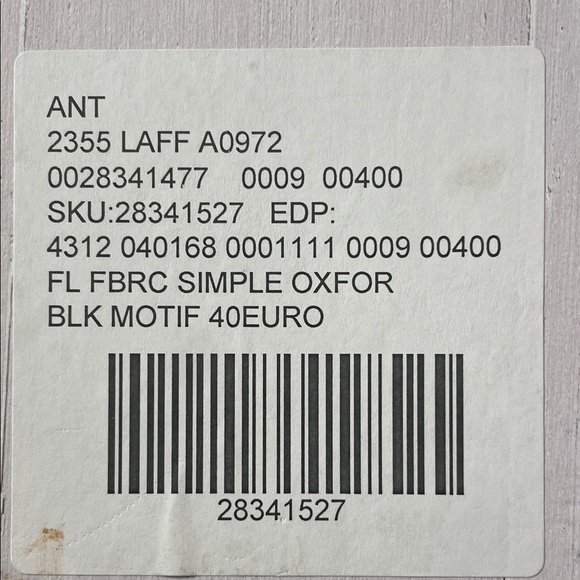 ANT
2355 LAFF A0972
0028341477 0009 00400
SKU:28341527 EDP:
4312 040168 0001111 0009 00400
FL FBRC SIMPLE OXFOR
BLK MOTIF 40EURO
28341527